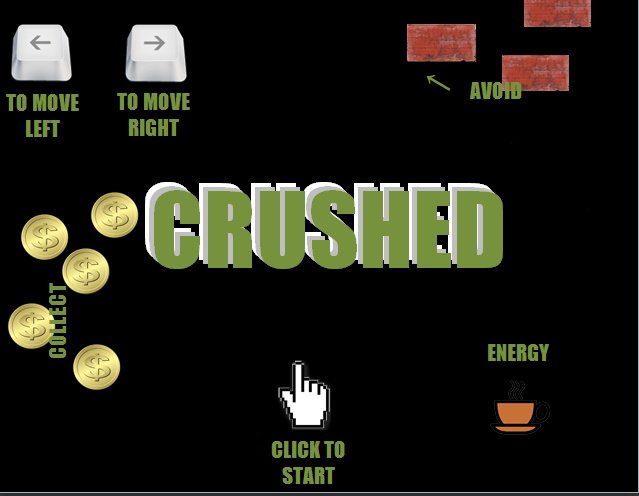 TO MOVE
LEFT
TO MOVE
RIGHT
AVOID
CRUSHED
COLLECT
ENERGY
CLICK TO
START